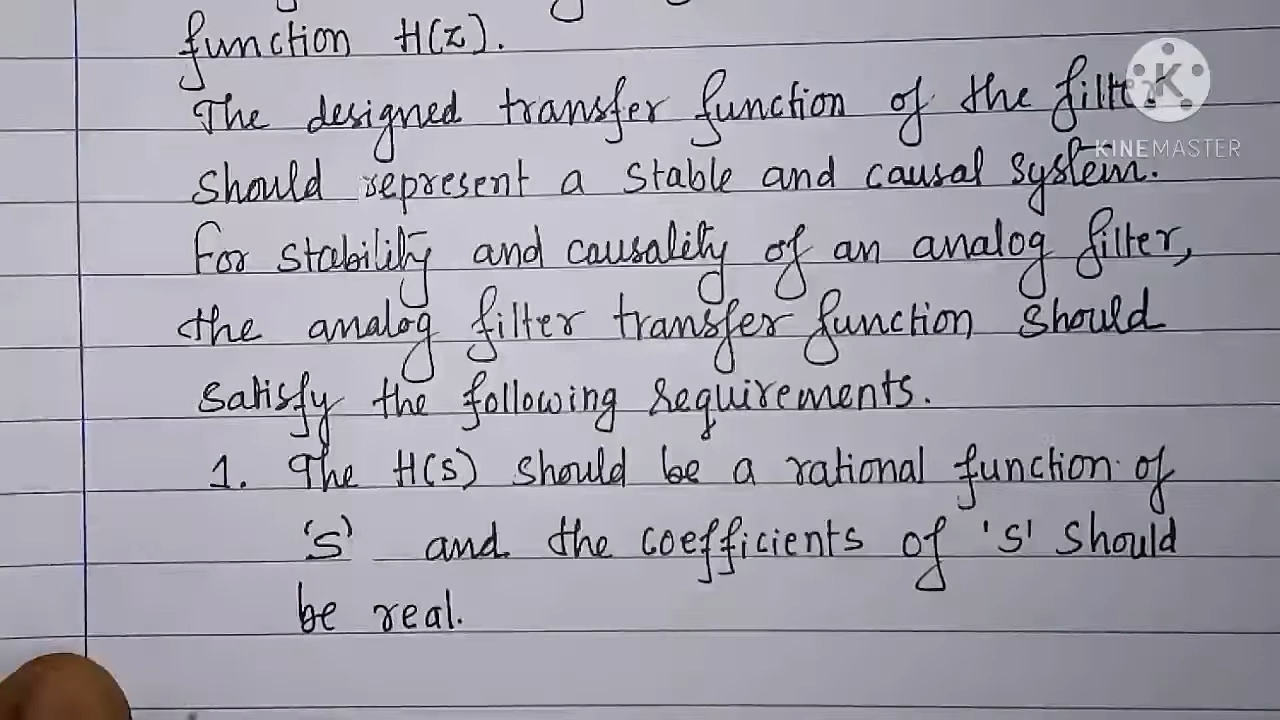 function H(z).
The designed transfer function of the filter
K
KINEMASTER
should represent a stable and causal system.
For stability and causality of an analog filter,
the analog filter transfer function should
satisfy the following requirements.
1. The H(s) should be a rational function of
's' and the coefficients of 's' should
be real.